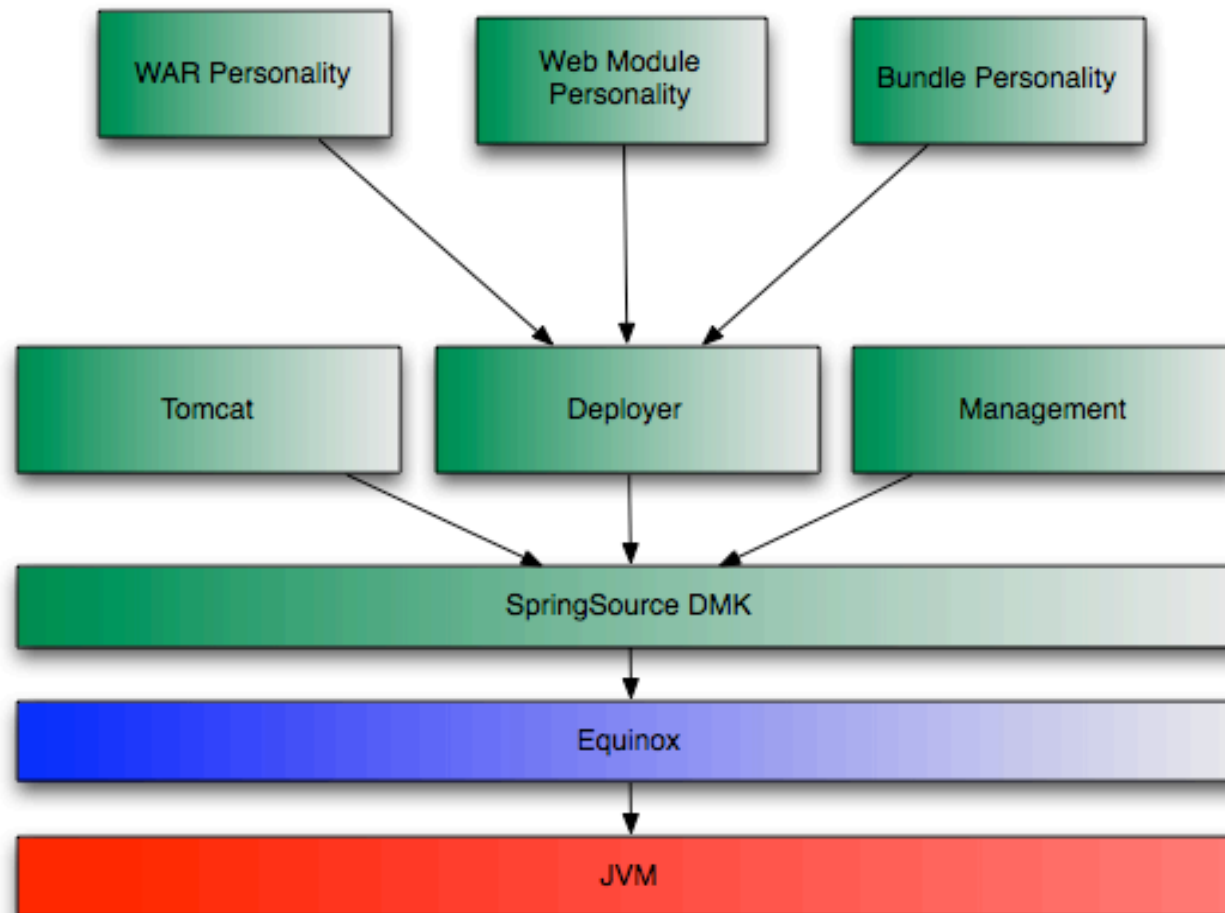 WAR Personality
Web Module
Personality
Bundle Personality
Tomcat
Deployer
Management
SpringSource DMK
Equinox
JVM